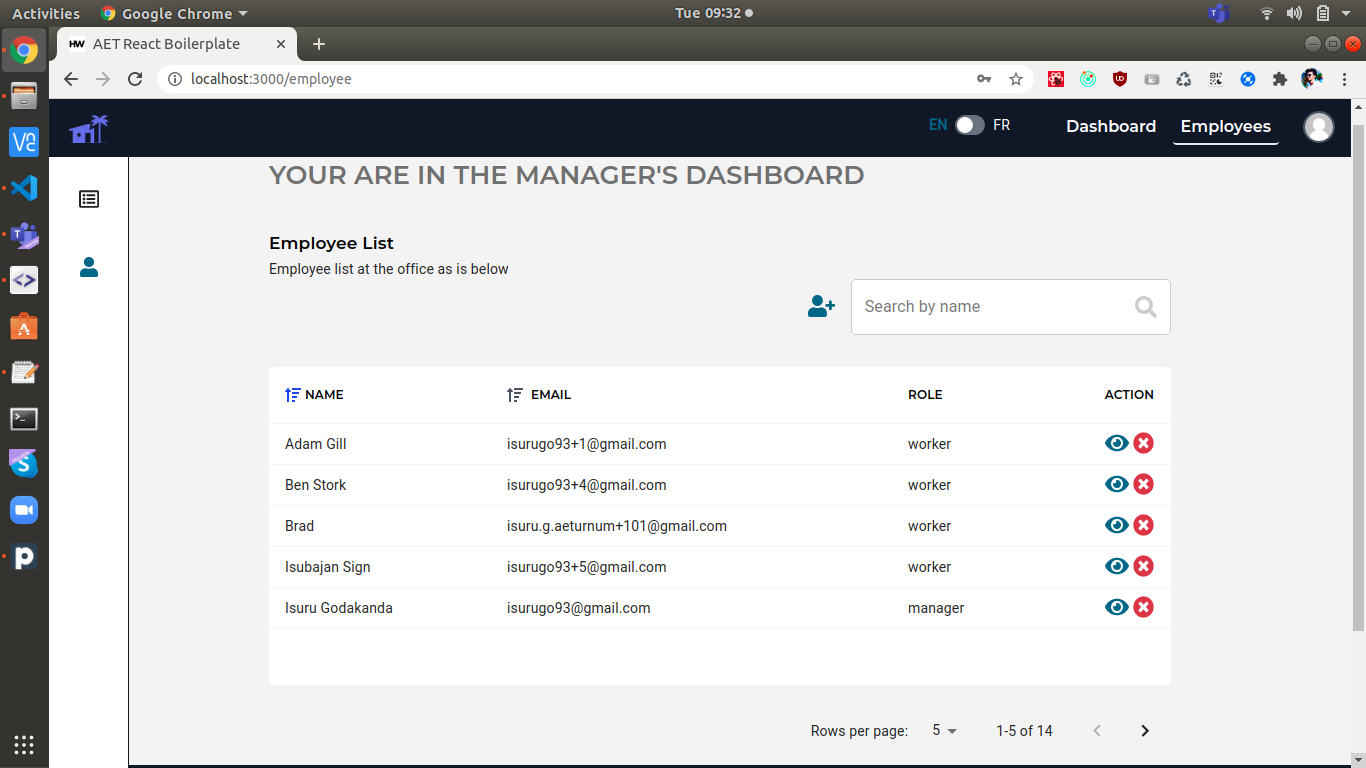 Activities Google Chrome Tue 09:32
HW AET React Boilerplate
localhost:3000/employee
EN FR Dashboard Employees
YOUR ARE IN THE MANAGER'S DASHBOARD
Employee List
Employee list at the office as is below
Search by name
NAME EMAIL ROLE ACTION
Adam Gill isurugo93+1@gmail.com worker
Ben Stork isurugo93+4@gmail.com worker
Brad isuru.g.aeturnum+101@gmail.com worker
Isubajan Sign isurugo93+5@gmail.com worker
Isuru Godakanda isurugo93@gmail.com manager
Rows per page: 5 1-5 of 14